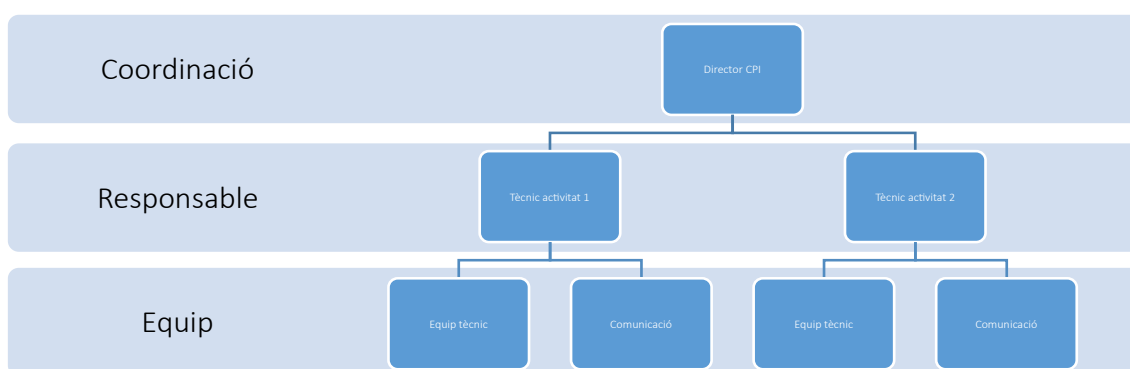 Coordinació
Director CPI
Responsable
Tècnic activitat 1
Tècnic activitat 2
Equip
Equip tècnic
Comunicació
Equip tècnic
Comunicació